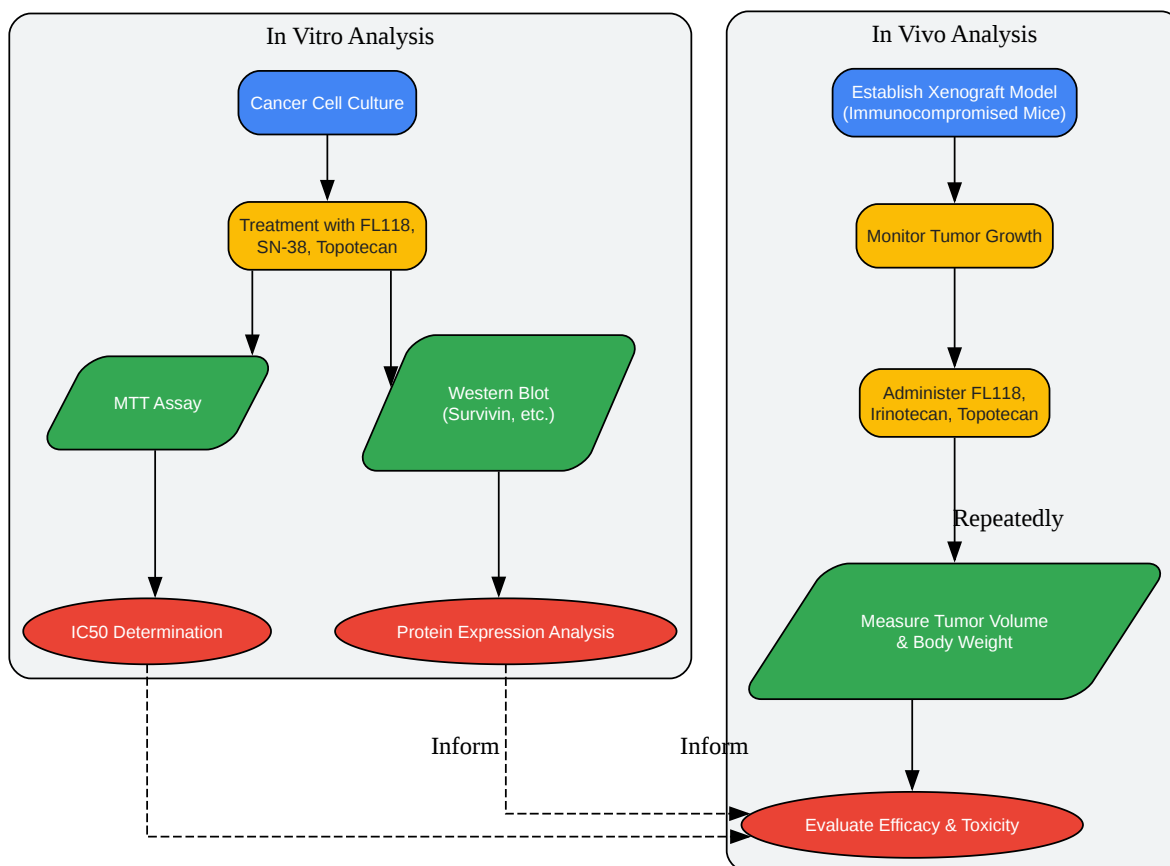 In Vitro Analysis
Cancer Cell Culture
Treatment with FL118,
SN-38, Topotecan
MTT Assay
Western Blot
(Survivin, etc.)
IC50 Determination
Protein Expression Analysis
Inform
Inform
In Vivo Analysis
Establish Xenograft Model
(Immunocompromised Mice)
Monitor Tumor Growth
Administer FL118,
Irinotecan, Topotecan
Repeatedly
Measure Tumor Volume
& Body Weight
Evaluate Efficacy & Toxicity